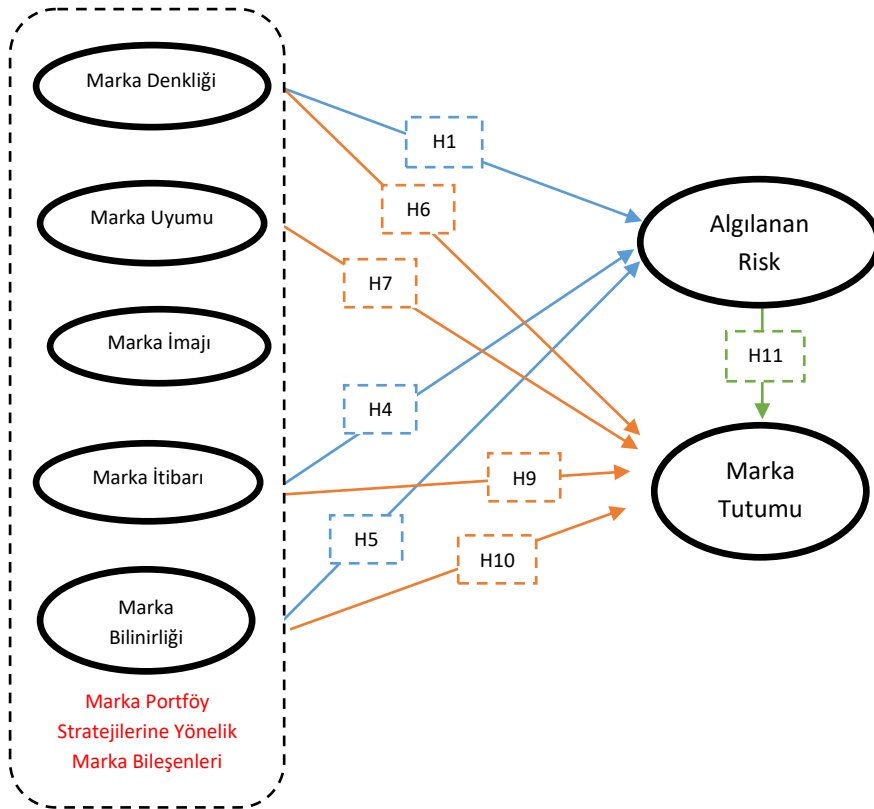 Marka Denkliği
H1
Marka Uyumu
H6
Algılanan
Risk
H7
Marka İmajı
H11
H4
Marka İtibarı
H9
Marka
Tutumu
H5
H10
Marka
Bilinirliği
Marka Portföy
Stratejilerine Yönelik
Marka Bileşenleri